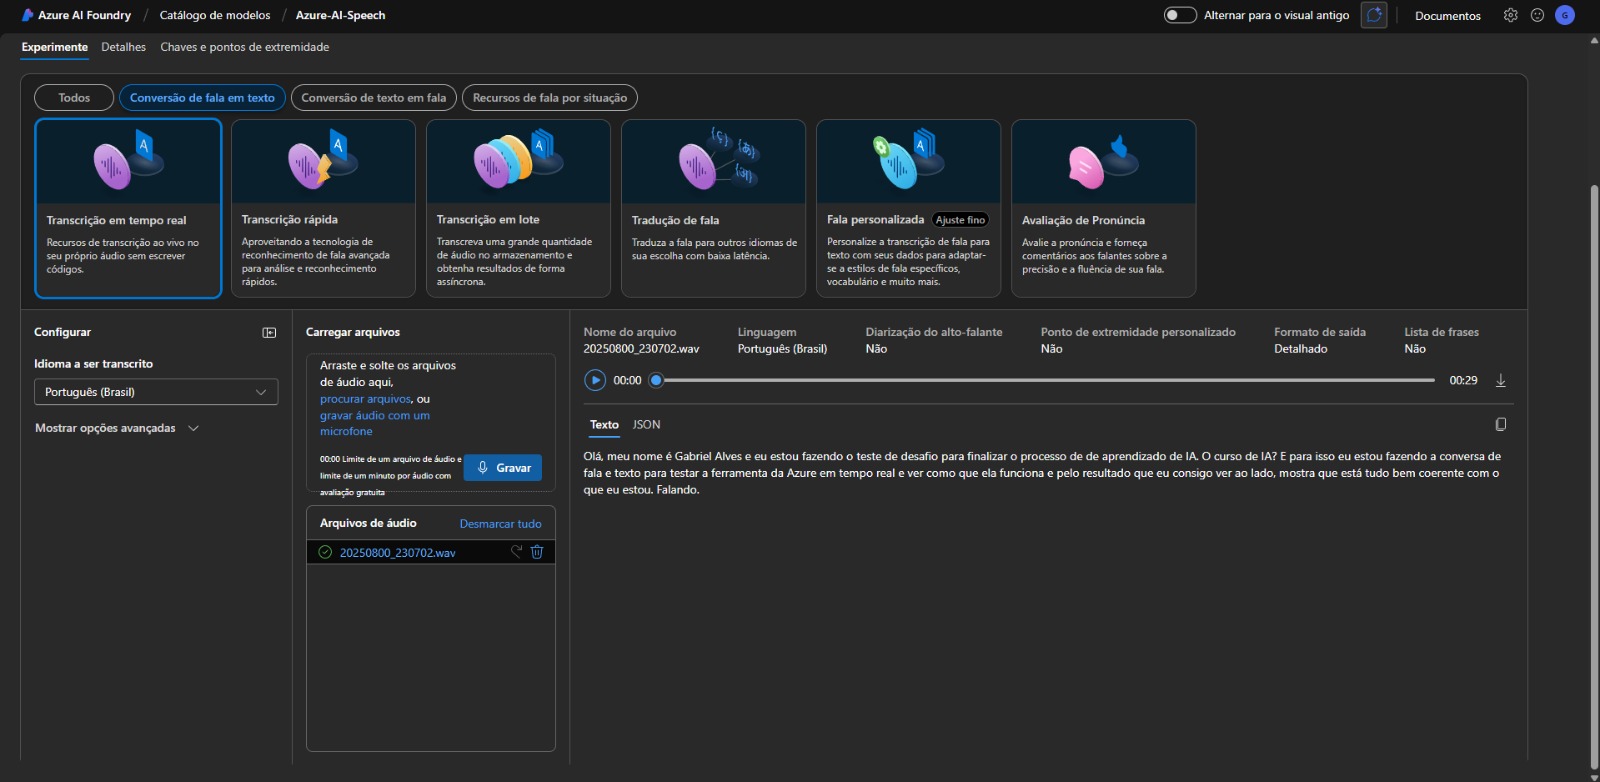 Azure AI Foundry / Catálogo de modelos / Azure-AI-Speech
Alternar para o visual antigo
Documentos
G
Experimente Detalhes Chaves e pontos de extremidade
Todos Conversão de fala em texto Conversão de texto em fala Recursos de fala por situação
A
Transcrição em tempo real
Recursos de transcrição ao vivo no
seu próprio áudio sem escrever
códigos.
A
Transcrição rápida
Aproveitando a tecnologia de
reconhecimento de fala avançada
para análise e reconhecimento
rápidos.
A
Transcrição em lote
Transcreva uma grande quantidade
de áudio no armazenamento e
obtenha resultados de forma
assíncrona.
Tradução de fala
Traduza a fala para outros idiomas de
sua escolha com baixa latência.
A
Fala personalizada Ajuste fino
Personalize a transcrição de fala para
texto com seus dados para adaptar-
se a estilos de fala específicos,
vocabulário e muito mais.
Avaliação de Pronúncia
Avalie a pronúncia e forneça
comentários aos falantes sobre a
precisão e a fluência de sua fala.
Configurar
Idioma a ser transcrito
Português (Brasil)
Mostrar opções avançadas
Carregar arquivos
Arraste e solte os arquivos
de áudio aqui,
procurar arquivos, ou
gravar áudio com um
microfone
00:00 Limite de um arquivo de áudio e
limite de um minuto por áudio com
avaliação gratuita
Gravar
Arquivos de áudio Desmarcar tudo
20250800_230702.wav
Nome do arquivo Linguagem Diarização do alto-falante Ponto de extremidade personalizado Formato de saída Lista de frases
20250800_230702.wav Português (Brasil) Não Não Detalhado Não
00:00 00:29
Texto JSON
Olá, meu nome é Gabriel Alves e eu estou fazendo o teste de desafio para finalizar o processo de de aprendizado de IA. O curso de IA? E para isso eu estou fazendo a conversa de
fala e texto para testar a ferramenta da Azure em tempo real e ver como que ela funciona e pelo resultado que eu consigo ver ao lado, mostra que está tudo bem coerente com o
que eu estou. Falando.